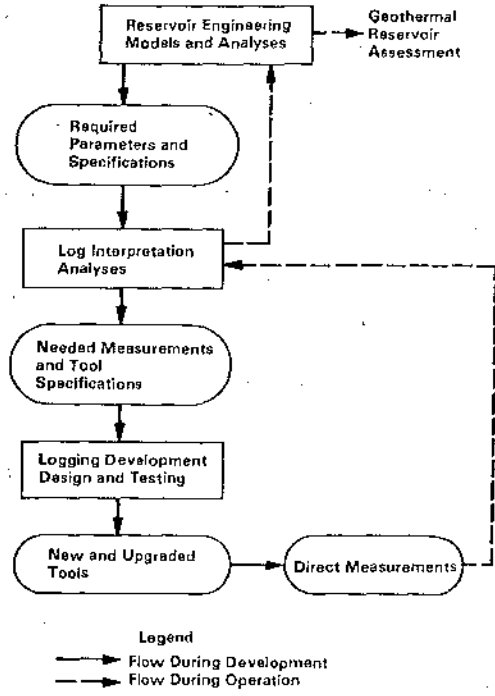 Reservoir Engineering
Models and Analyses
Geothermal
Reservoir
Assessment
Required
Parameters and
Specifications
Log Interpretation
Analyses
Needed Measurements
and Tool
Specifications
Logging Development
Design and Testing
New and Upgraded
Tools
Direct Measurements
Legend
Flow During Development
Flow During Operation